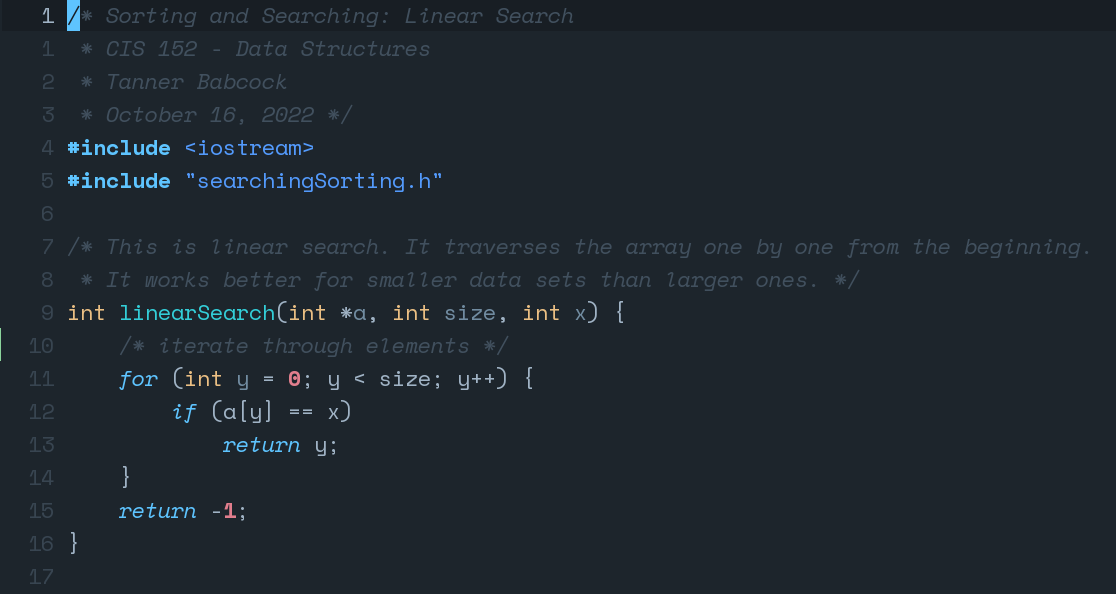 1 /* Sorting and Searching: Linear Search
1  * CIS 152 - Data Structures
2  * Tanner Babcock
3  * October 16, 2022 */
4 #include <iostream>
5 #include "searchingSorting.h"
6
7 /* This is linear search. It traverses the array one by one from the beginning.
8  * It works better for smaller data sets than larger ones. */
9 int linearSearch(int *a, int size, int x) {
10     /* iterate through elements */
11     for (int y = 0; y < size; y++) {
12         if (a[y] == x)
13             return y;
14     }
15     return -1;
16 }
17